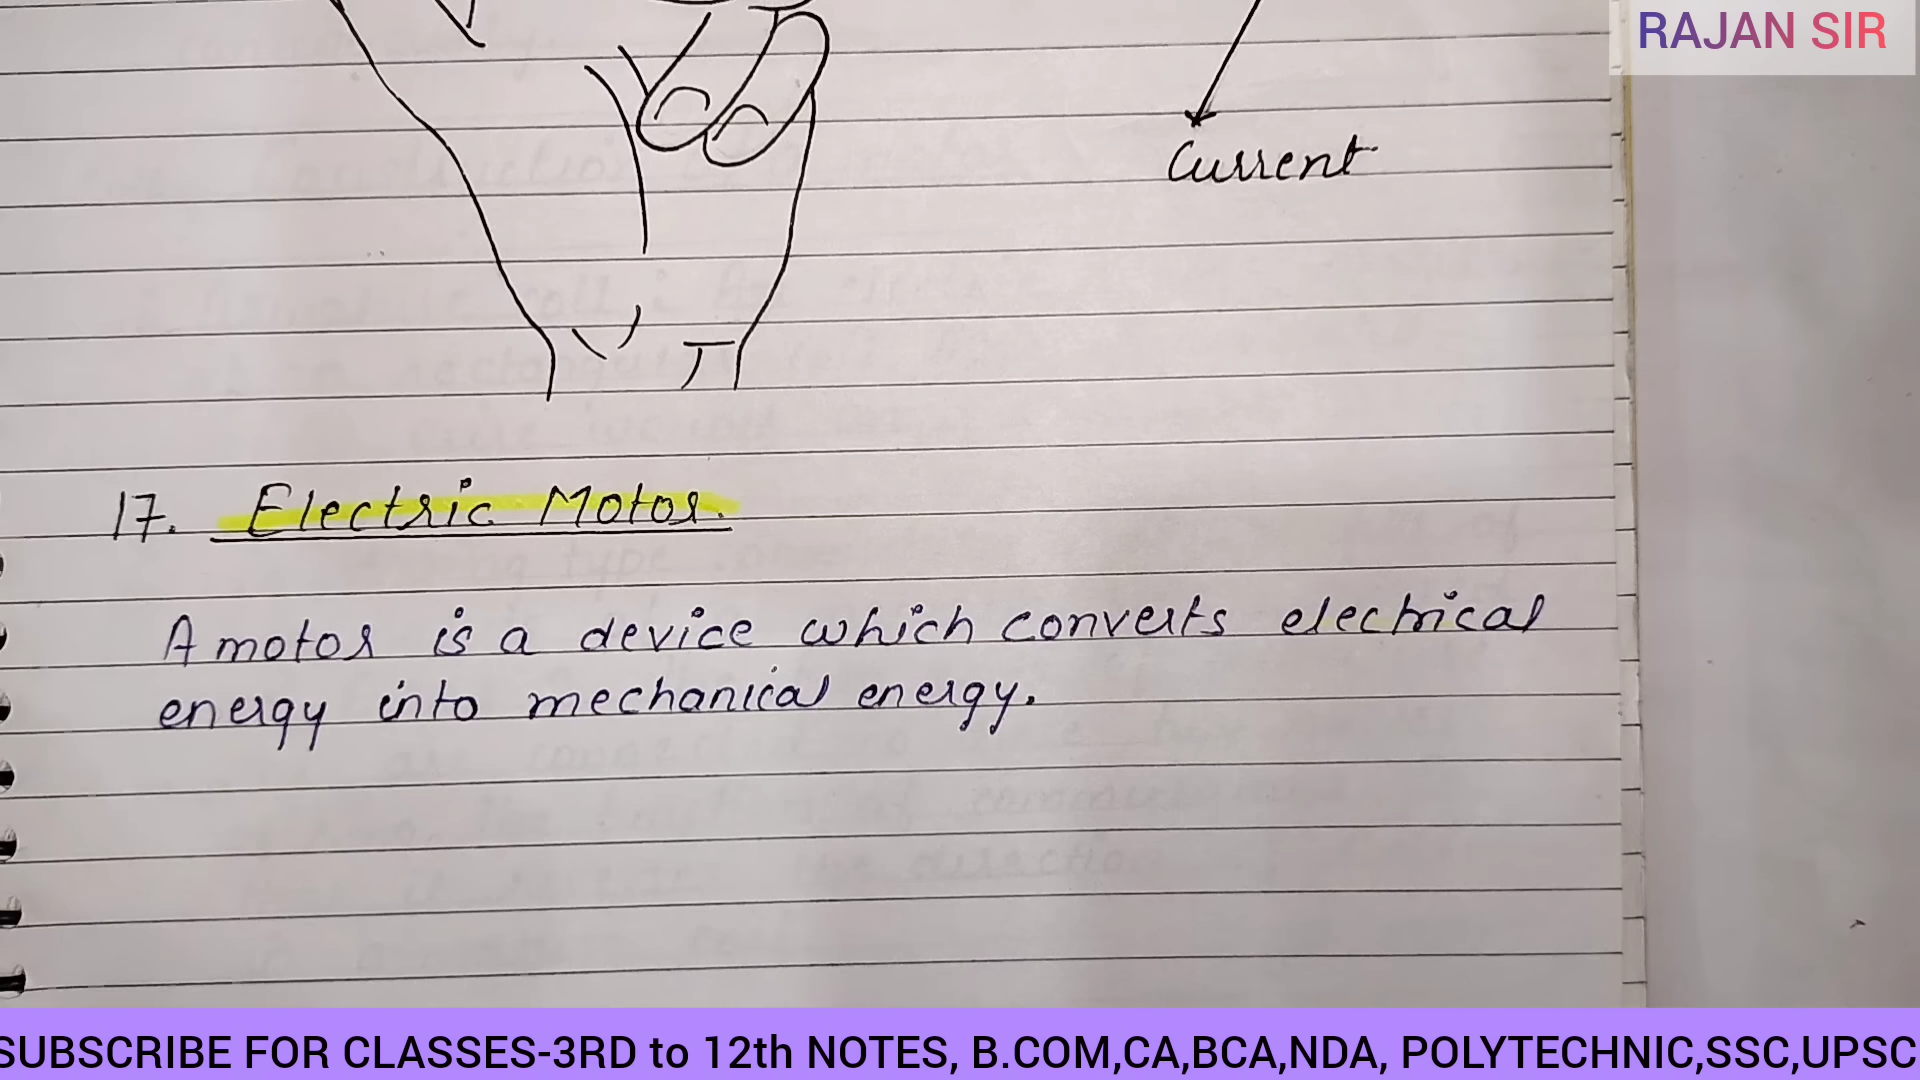 RAJAN SIR
Current
17. Electric Motor.
A motor is a device which converts electrical
energy into mechanical energy.
SUBSCRIBE FOR CLASSES-3RD to 12th NOTES, B.COM,CA,BCA,NDA, POLYTECHNIC,SSC,UPSC